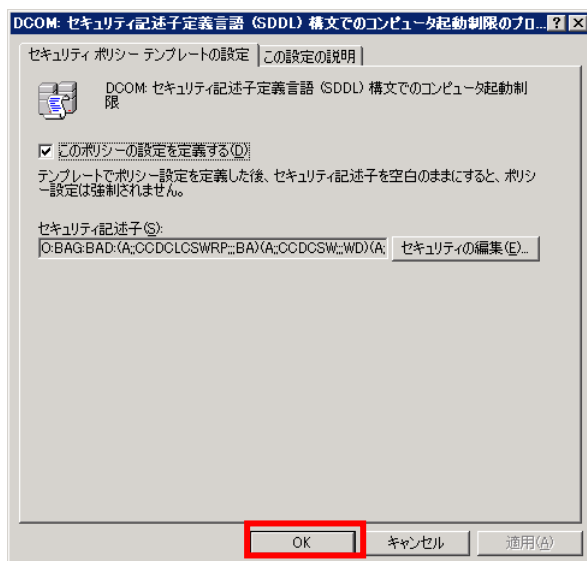 DCOM: セキュリティ記述子定義言語 (SDDL) 構文でのコンピュータ起動制限のプロ...
セキュリティ ポリシー テンプレートの設定 この設定の説明
DCOM: セキュリティ記述子定義言語 (SDDL) 構文でのコンピュータ起動制
限
このポリシーの設定を定義する(D)
テンプレートでポリシー設定を定義した後、セキュリティ記述子を空白のままにすると、ポリシ
ー設定は強制されません。
セキュリティ記述子(S):
O:BAG:BAD:(A;;CCDCLCSWRP;;;BA)(A;;CCDCSW;;;WD)(A; セキュリティの編集(E)...
OK キャンセル 適用(A)